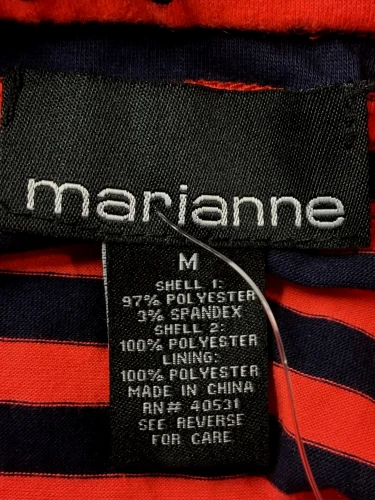 marianne
M
SHELL 1:
97% POLYESTER
3% SPANDEX
SHELL 2:
100% POLYESTER
LINING:
100% POLYESTER
MADE IN CHINA
RN# 40531
SEE REVERSE
FOR CARE